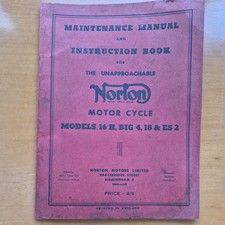 MAINTENANCE MANUAL
AND
INSTRUCTION BOOK
FOR
THE UNAPPROACHABLE
Norton
MOTOR CYCLE
MODELS 16 H, BIG 4, 18 & ES 2
NORTON MOTORS LIMITED
BRACEBRIDGE STREET
BIRMINGHAM 6
ENGLAND
PRICE